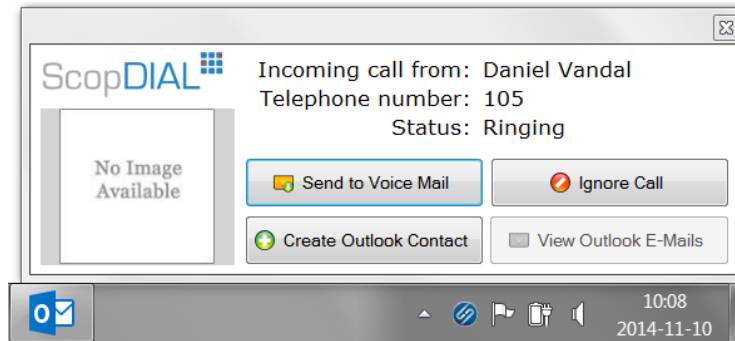 ScopDIAL
Incoming call from: Daniel Vandal
Telephone number: 105
Status: Ringing
No Image
Available
Send to Voice Mail
Ignore Call
Create Outlook Contact
View Outlook E-Mails
10:08
2014-11-10